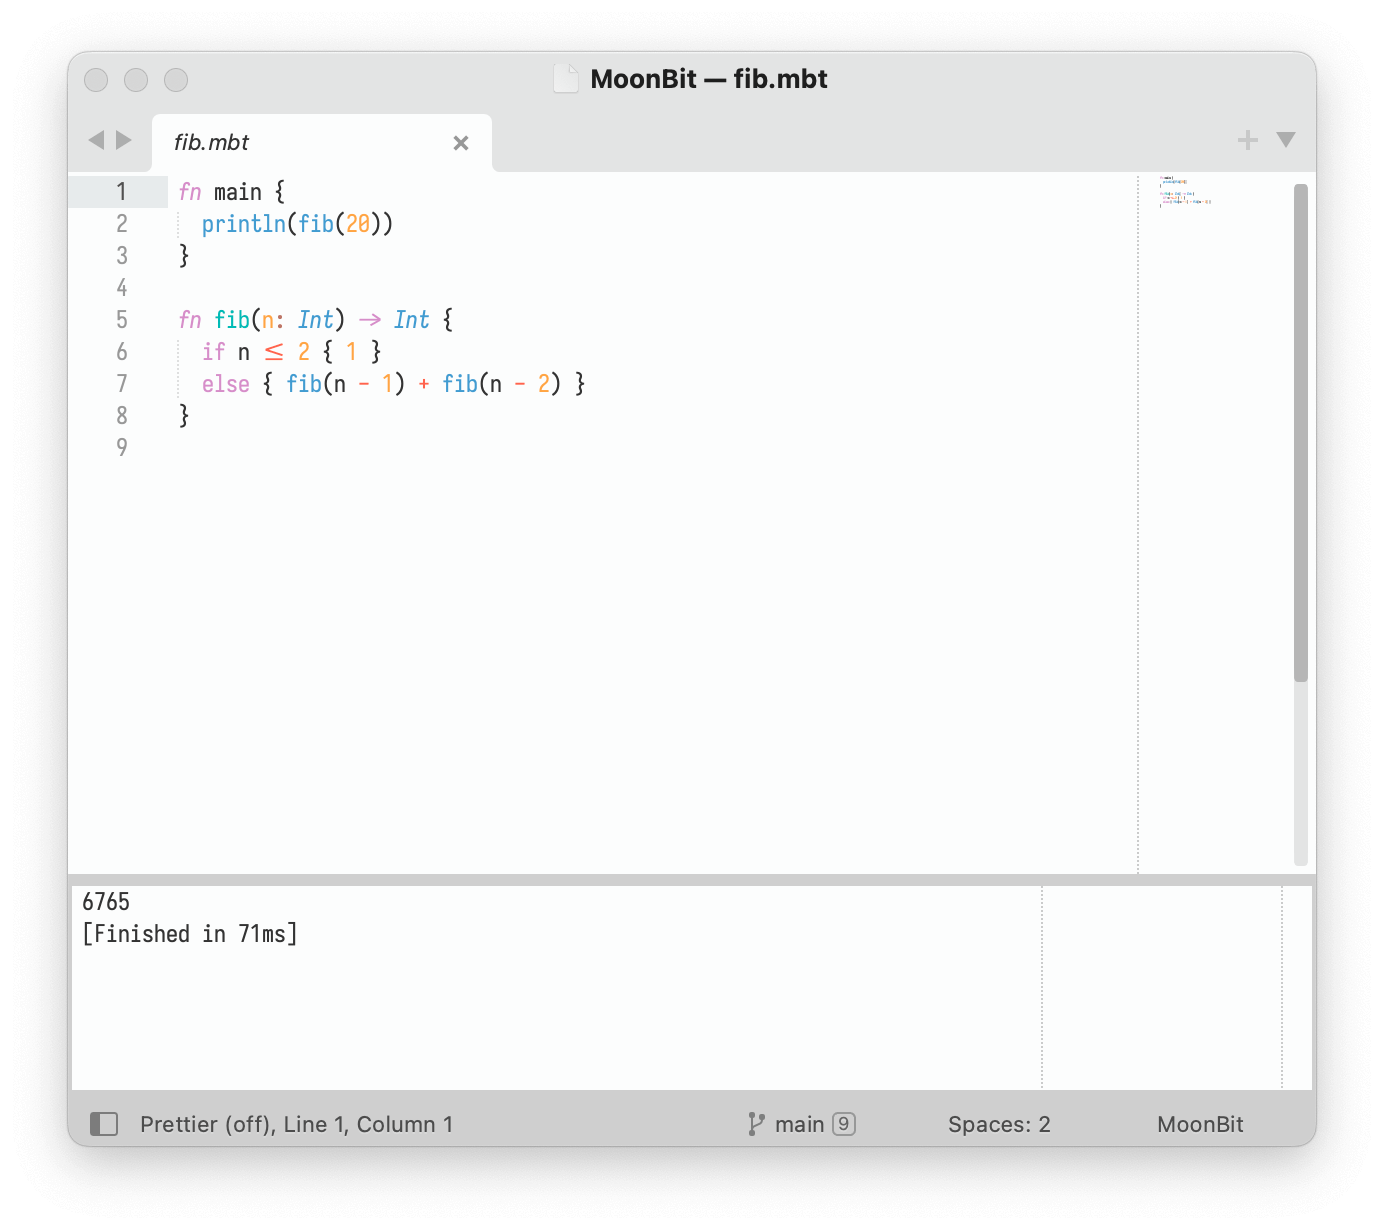 MoonBit — fib.mbt
fib.mbt
1 fn main {
2   println(fib(20))
3 }
4
5 fn fib(n: Int) -> Int {
6   if n <= 2 { 1 }
7   else { fib(n - 1) + fib(n - 2) }
8 }
9
6765
[Finished in 71ms]
Prettier (off), Line 1, Column 1 main 9 Spaces: 2 MoonBit